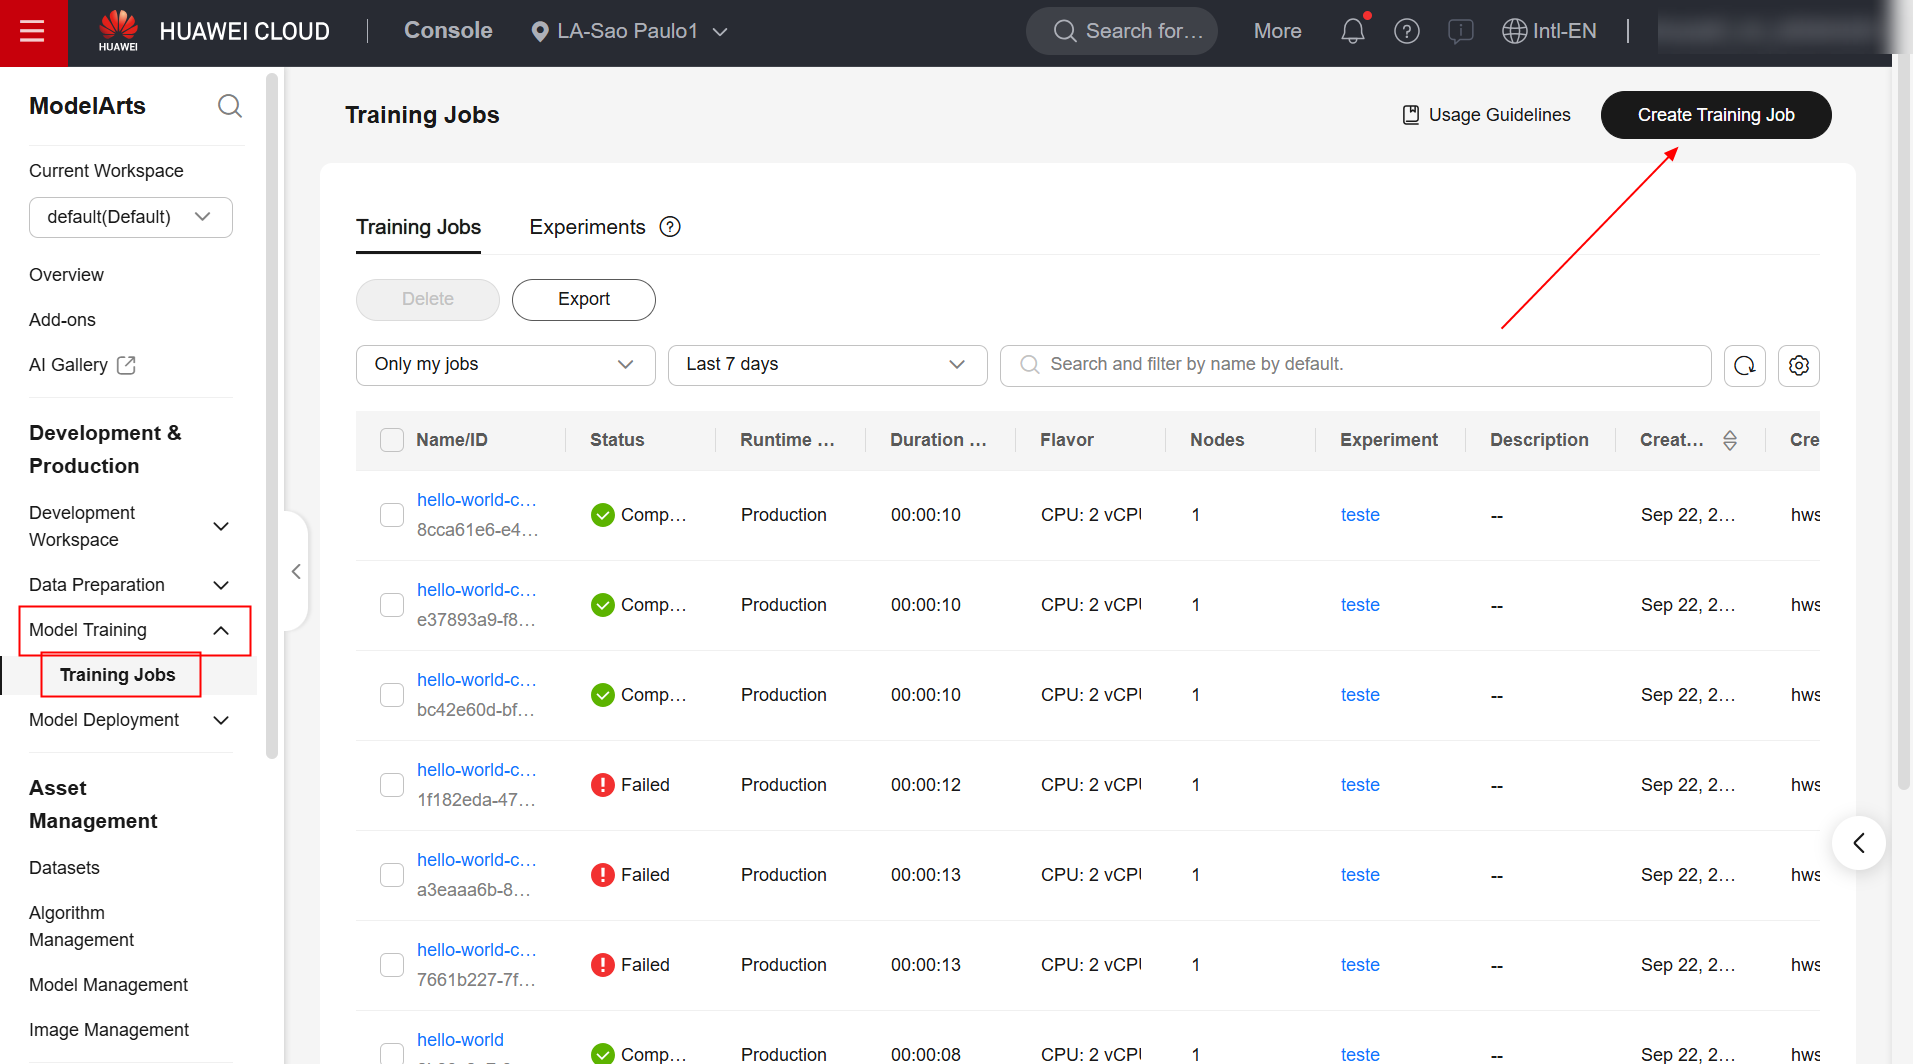 HUAWEI
HUAWEI CLOUD
Console
LA-Sao Paulo1
Search for...
More
Intl-EN
ModelArts
Current Workspace
default(Default)
Overview
Add-ons
AI Gallery
Development &
Production
Development
Workspace
Data Preparation
Model Training
Training Jobs
Model Deployment
Asset
Management
Datasets
Algorithm
Management
Model Management
Image Management
Training Jobs
Usage Guidelines
Create Training Job
Training Jobs
Experiments
Delete
Export
Only my jobs
Last 7 days
Search and filter by name by default.
Name/ID Status Runtime ... Duration ... Flavor Nodes Experiment Description Creat... Cre
hello-world-c...
8cca61e6-e4...
Comp... Production 00:00:10 CPU: 2 vCPU 1 teste -- Sep 22, 2... hws
hello-world-c...
e37893a9-f8...
Comp... Production 00:00:10 CPU: 2 vCPU 1 teste -- Sep 22, 2... hws
hello-world-c...
bc42e60d-bf...
Comp... Production 00:00:10 CPU: 2 vCPU 1 teste -- Sep 22, 2... hws
hello-world-c...
1f182eda-47...
Failed Production 00:00:12 CPU: 2 vCPU 1 teste -- Sep 22, 2... hws
hello-world-c...
a3eaaa6b-8...
Failed Production 00:00:13 CPU: 2 vCPU 1 teste -- Sep 22, 2... hws
hello-world-c...
7661b227-7f...
Failed Production 00:00:13 CPU: 2 vCPU 1 teste -- Sep 22, 2... hws
hello-world
Comp... Production 00:00:08 CPU: 2 vCPU 1 teste -- Sep 22, 2... hws